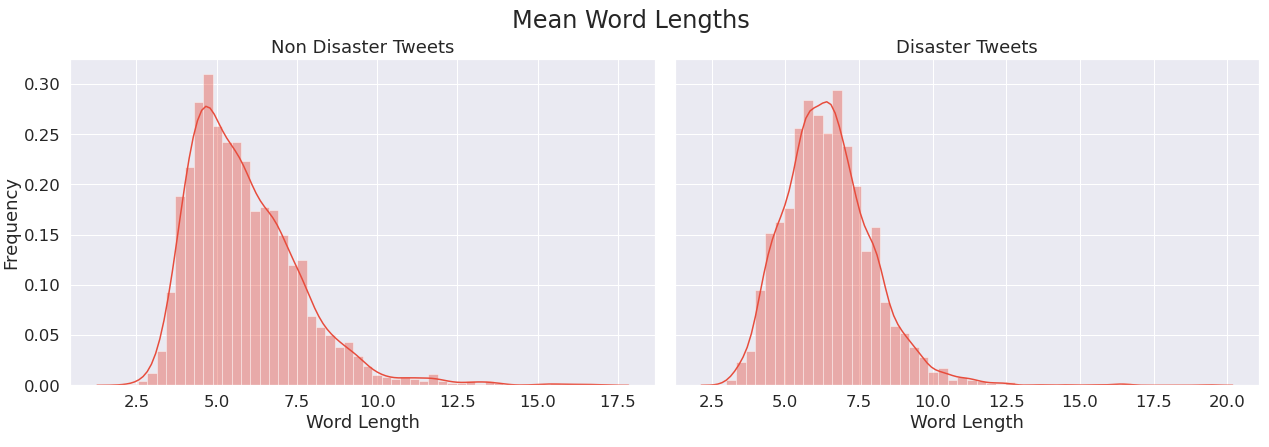 Mean Word Lengths
Non Disaster Tweets
Disaster Tweets
Frequency
0.30
0.25
0.20
0.15
0.10
0.05
0.00
2.5 5.0 7.5 10.0 12.5 15.0 17.5
2.5 5.0 7.5 10.0 12.5 15.0 17.5 20.0
Word Length
Word Length